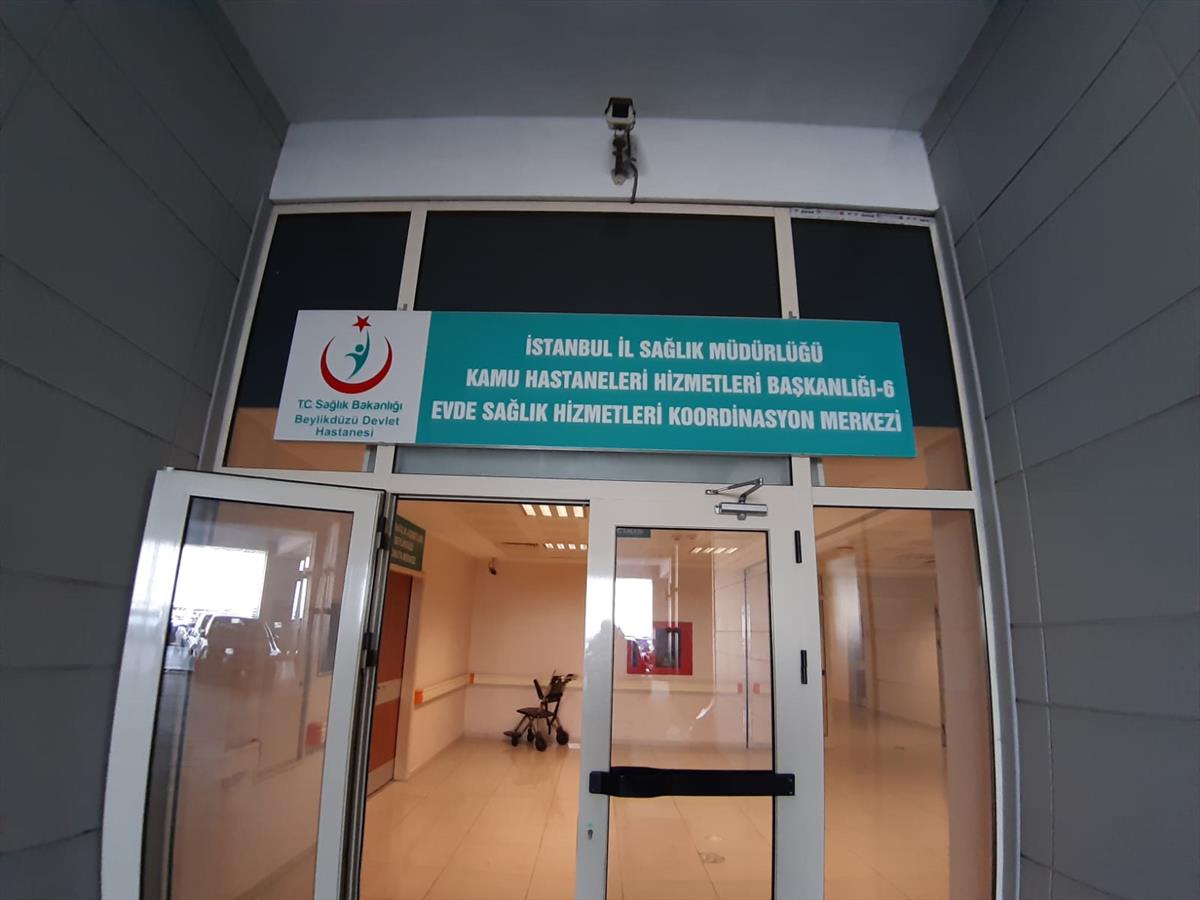 İSTANBUL İL SAĞLIK MÜDÜRLÜĞÜ
KAMU HASTANELERİ HİZMETLERİ BAŞKANLIĞI-6
EVDE SAĞLIK HİZMETLERİ KOORDİNASYON MERKEZİ
T.C. Sağlık Bakanlığı
Beylikdüzü Devlet
Hastanesi